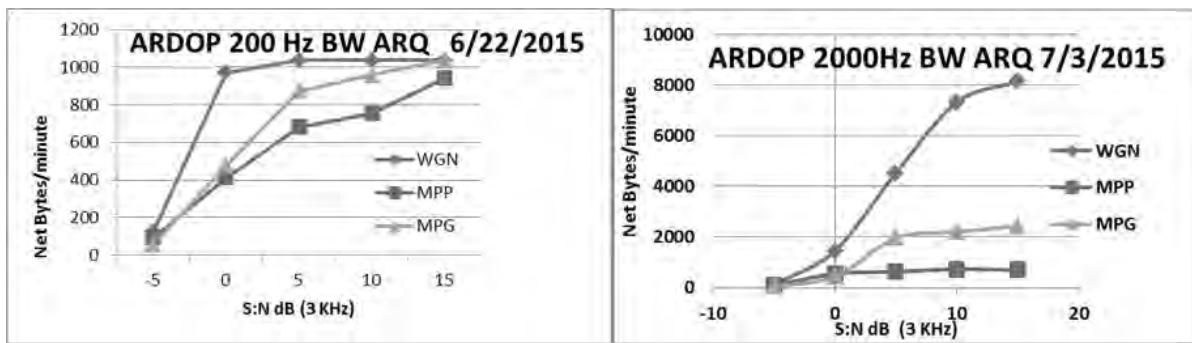 ARDOP 200 Hz BW ARQ 6/22/2015
Net Bytes/minute
1200
1000
800
600
400
200
0
-5
0
5
10
15
S:N dB (3 KHz)
WGN
MPP
MPG
ARDOP 2000Hz BW ARQ 7/3/2015
Net Bytes/minute
10000
8000
6000
4000
2000
0
-10
0
10
20
S:N dB (3 KHz)
WGN
MPP
MPG